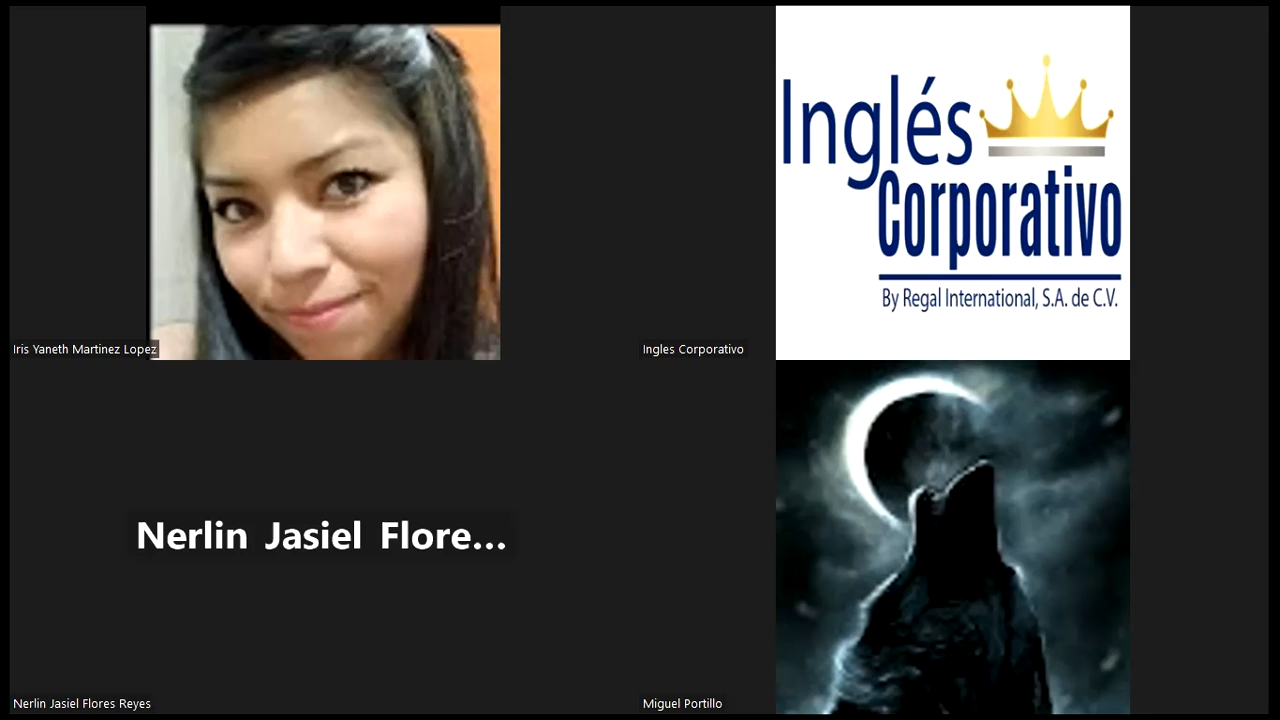 Inglés
Corporativo
By Regal International, S.A. de C.V.
Iris Yaneth Martinez Lopez
Ingles Corporativo
Nerlin Jasiel Flore...
Nerlin Jasiel Flores Reyes
Miguel Portillo